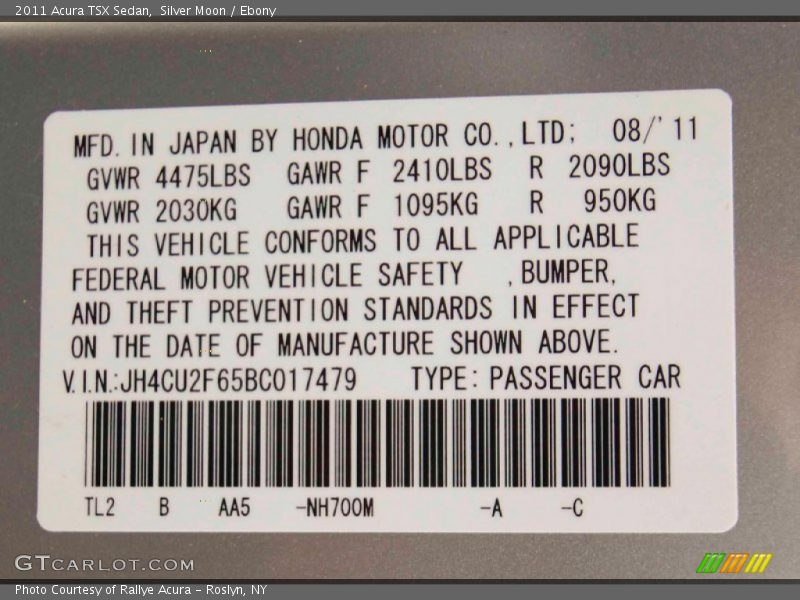 2011 Acura TSX Sedan,  Silver Moon / Ebony
MFD. IN JAPAN BY HONDA MOTOR CO.,LTD; 08/'11
GVWR 4475LBS GAWR F 2410LBS R 2090LBS
GVWR 2030KG GAWR F 1095KG R 950KG
THIS VEHICLE CONFORMS TO ALL APPLICABLE
FEDERAL MOTOR VEHICLE SAFETY ,BUMPER,
AND THEFT PREVENTION STANDARDS IN EFFECT
ON THE DATE OF MANUFACTURE SHOWN ABOVE.
V.I.N.:JH4CU2F65BC017479 TYPE: PASSENGER CAR
TL2 B AA5 -NH700M -A -C
GTCARLOT.COM
Photo Courtesy of Rallye Acura – Roslyn, NY